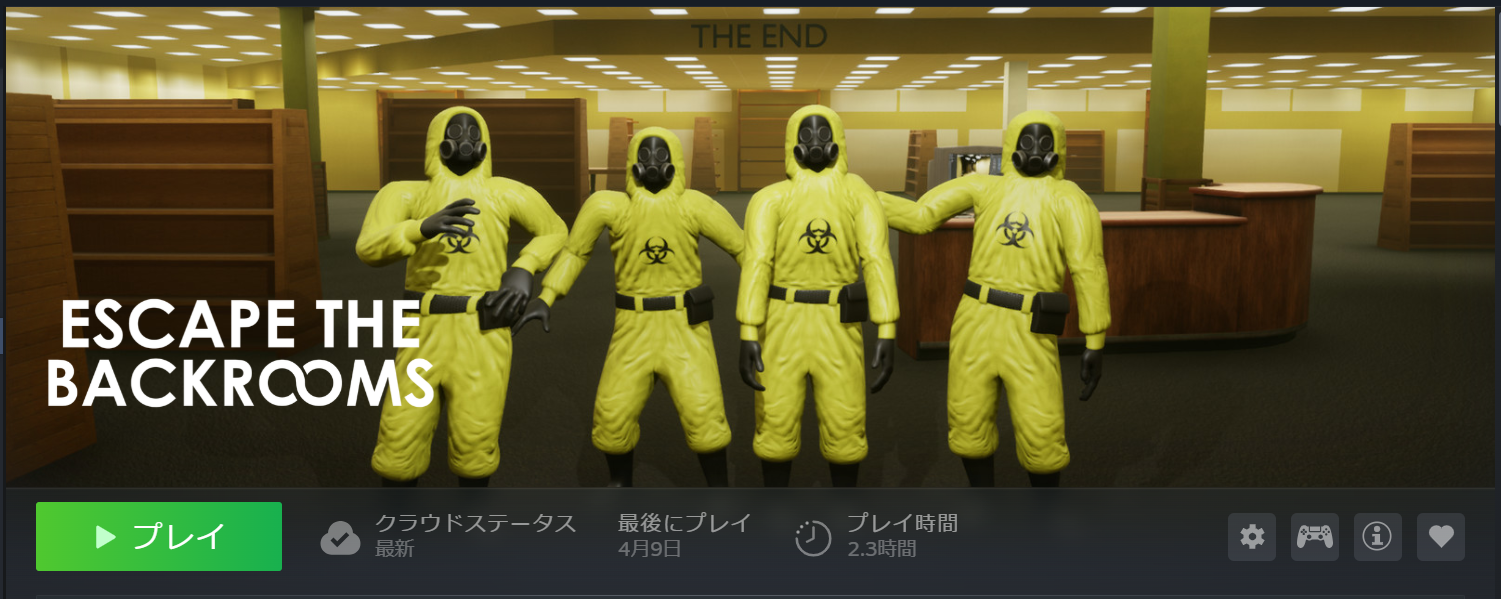 THE END
ESCAPE THE
BACKROOMS
プレイ
クラウドステータス
最新
最後にプレイ
4月9日
プレイ時間
2.3時間